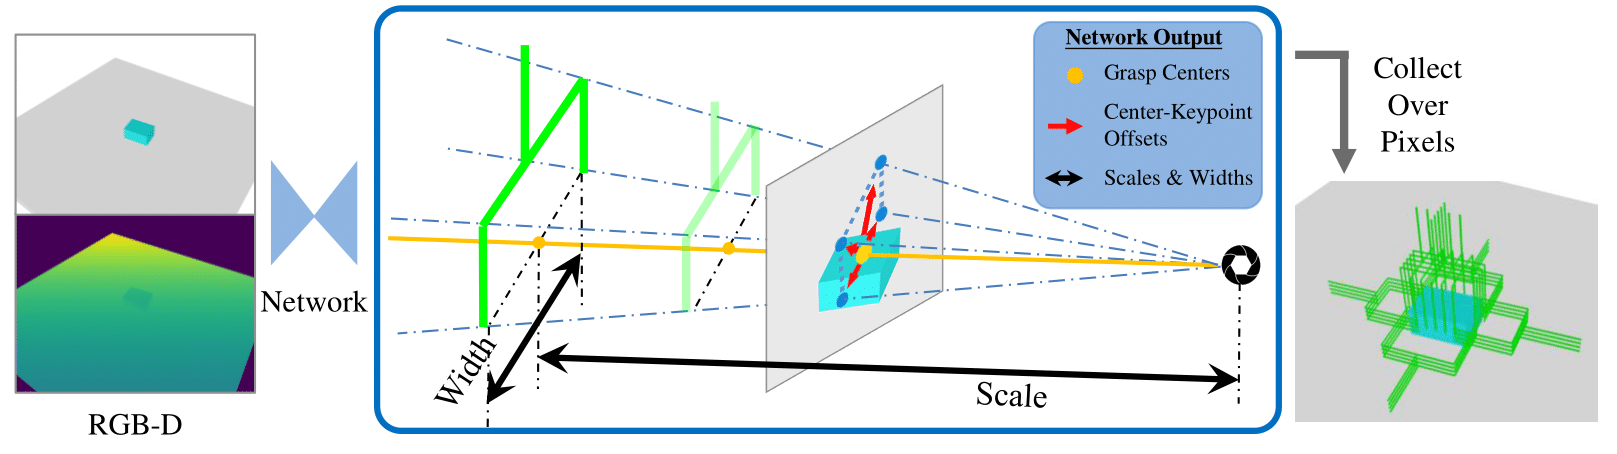 RGB-D
Network
Width
Scale
Network Output
Grasp Centers
Center-Keypoint
Offsets
Scales & Widths
Collect
Over
Pixels